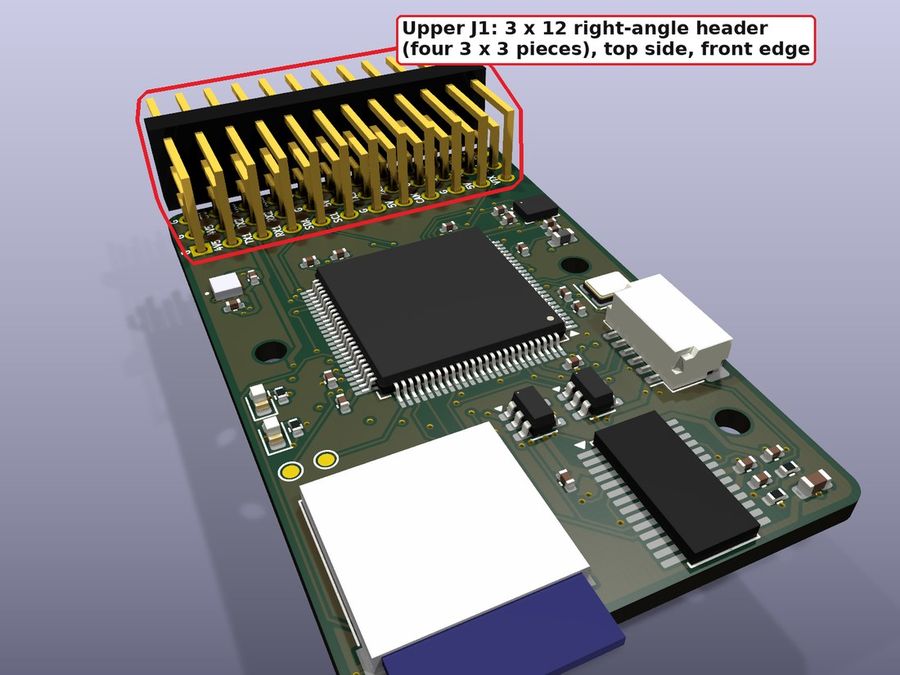 Upper J1: 3 x 12 right-angle header
(four 3 x 3 pieces), top side, front edge